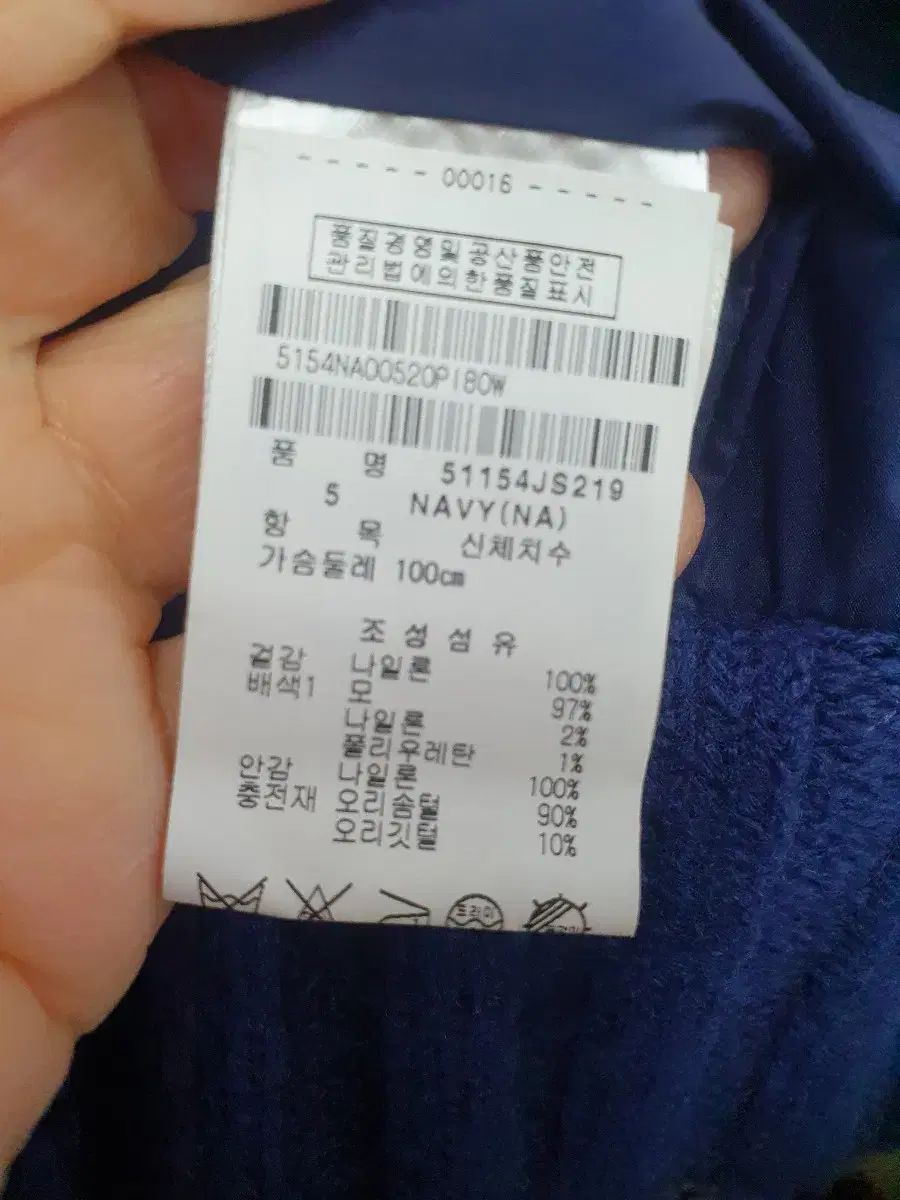 - - - - - 00016 - - - - -
품질경영및공산품안전
관리법에의한품질표시
5154NA00520PI80W
품 명 51154JS219
5 NAVY(NA)
항 목 신체치수
가슴둘레 100㎝
조 성 섬 유
겉감 나일론 100%
배색1 모 97%
나일론 2%
폴리우레탄 1%
안감 나일론 100%
충전재 오리솜털 90%
오리깃털 10%
드라이